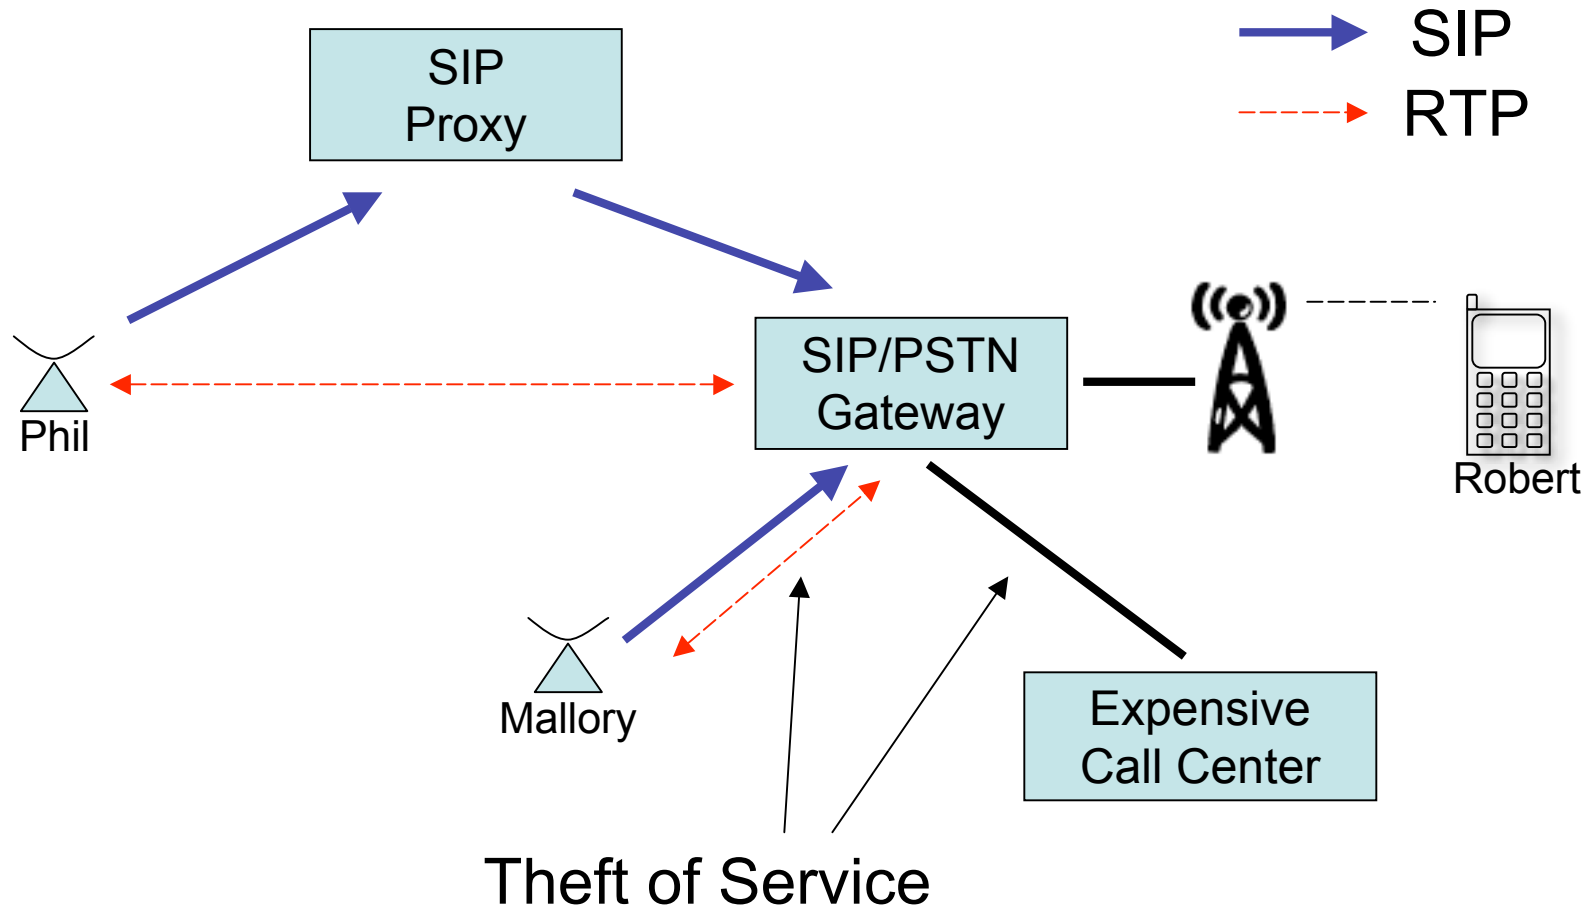 SIP
RTP
SIP
Proxy
SIP/PSTN
Gateway
Phil
Robert
Mallory
Expensive
Call Center
Theft of Service